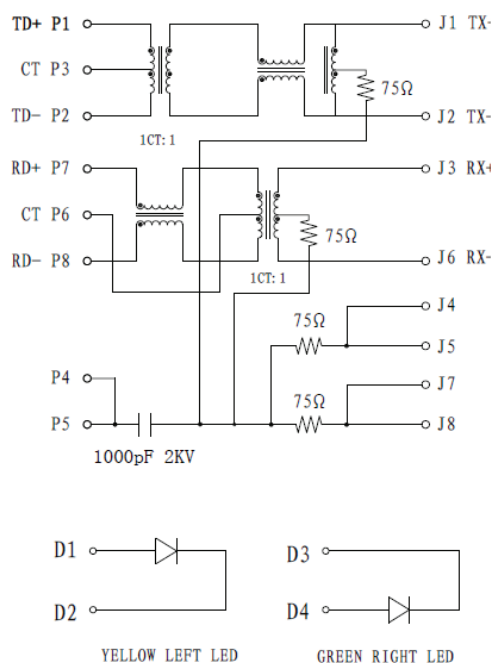 TD+ P1
J1 TX-
CT P3
75Ω
TD- P2
J2 TX-
1CT:1
RD+ P7
J3 RX+
CT P6
75Ω
RD- P8
J6 RX-
1CT:1
J4
75Ω
J5
P4
J7
75Ω
P5
J8
1000pF 2KV
D1
D3
D2
D4
YELLOW LEFT LED
GREEN RIGHT LED